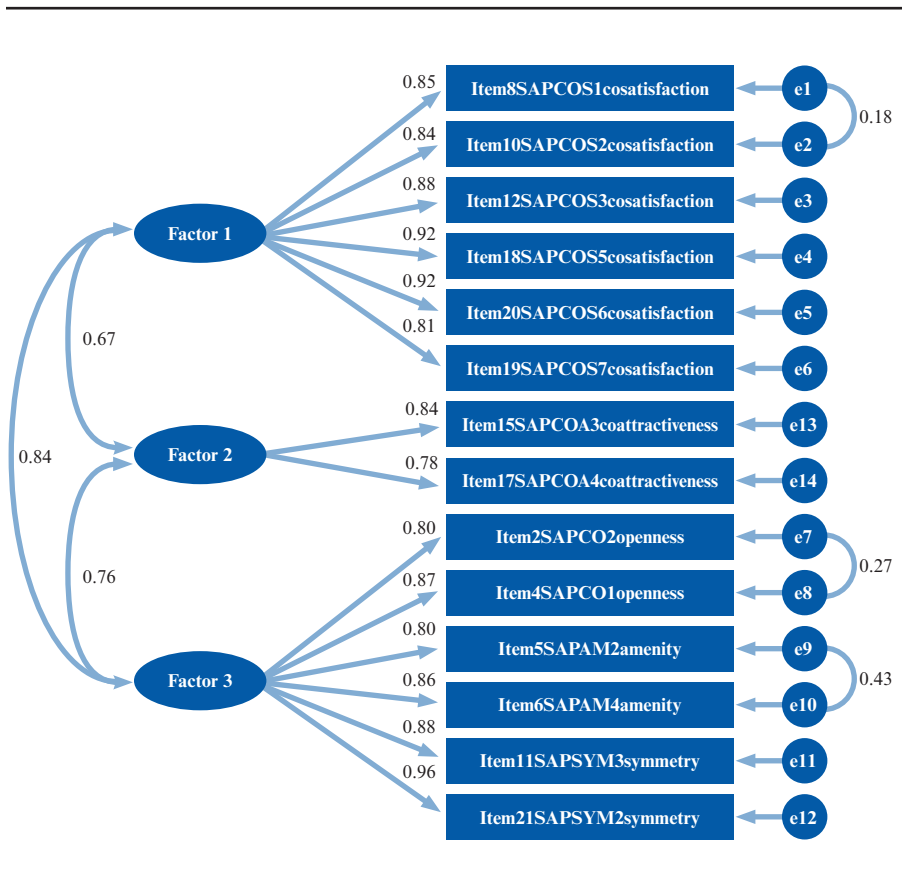 0.85
Item8SAPCOS1cosatisfaction
e1
0.18
0.84
Item10SAPCOS2cosatisfaction
e2
0.88
Item12SAPCOS3cosatisfaction
e3
Factor 1
0.92
Item18SAPCOS5cosatisfaction
e4
0.92
Item20SAPCOS6cosatisfaction
e5
0.81
Item19SAPCOS7cosatisfaction
e6
0.67
0.84
Item15SAPCOA3coattractiveness
e13
Factor 2
0.84
0.78
Item17SAPCOA4coattractiveness
e14
0.80
Item2SAPCO2openness
e7
0.27
0.76
0.87
Item4SAPCO1openness
e8
0.80
Item5SAPAM2amenity
e9
0.43
Factor 3
0.86
Item6SAPAM4amenity
e10
0.88
Item11SAPSYM3symmetry
e11
0.96
Item21SAPSYM2symmetry
e12